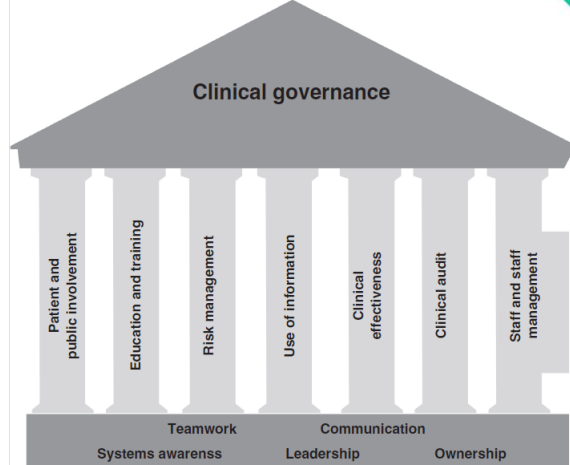 Clinical governance
Patient and
public involvement
Education and training
Risk management
Use of information
Clinical
effectiveness
Clinical audit
Staff and staff
management
Teamwork Communication
Systems awarenss Leadership Ownership